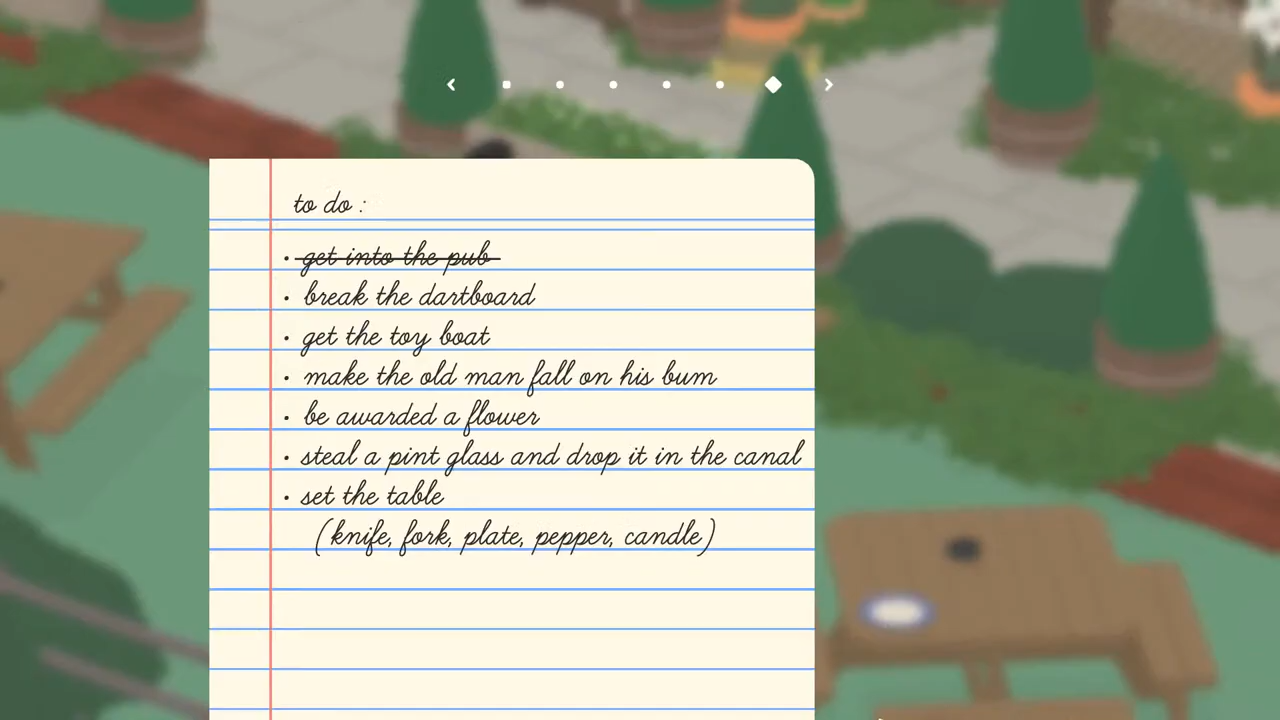 to do :
• get into the pub
• break the dartboard
• get the toy boat
• make the old man fall on his bum
• be awarded a flower
• steal a pint glass and drop it in the canal
• set the table
(knife, fork, plate, pepper, candle)